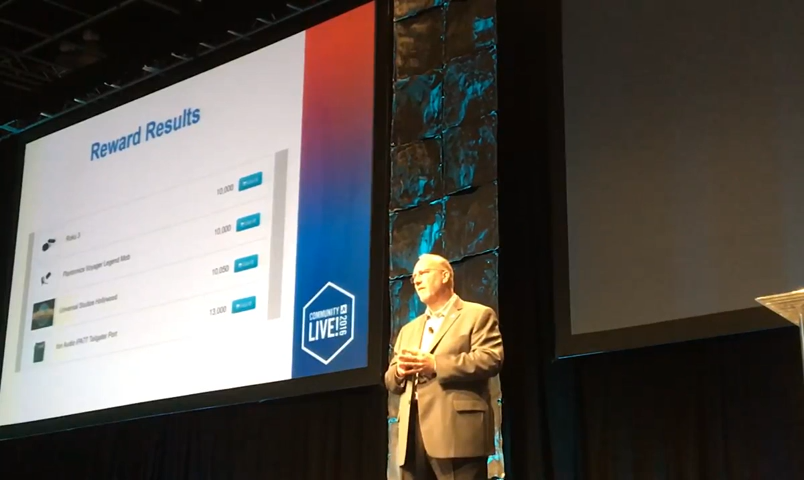 Reward Results
10,000
Roku 3
10,000
Plantronics Voyager Legend Mob
10,050
Universal Studios Hollywood
13,000
Ion Audio iPA77 Tailgater Port
COMMUNITY
LIVE!
2016